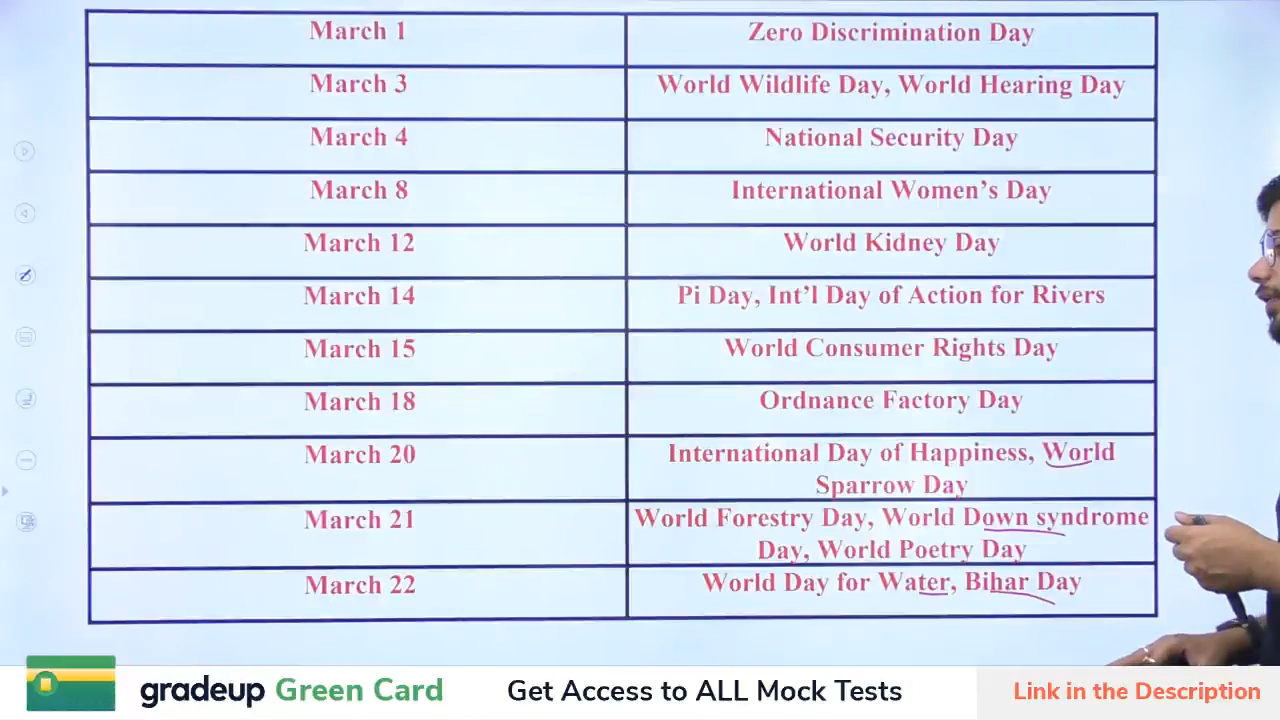 March 1 Zero Discrimination Day
March 3 World Wildlife Day, World Hearing Day
March 4 National Security Day
March 8 International Women’s Day
March 12 World Kidney Day
March 14 Pi Day, Int’l Day of Action for Rivers
March 15 World Consumer Rights Day
March 18 Ordnance Factory Day
March 20 International Day of Happiness, World
Sparrow Day
March 21 World Forestry Day, World Down syndrome
Day, World Poetry Day
March 22 World Day for Water, Bihar Day
gradeup Green Card Get Access to ALL Mock Tests Link in the Description